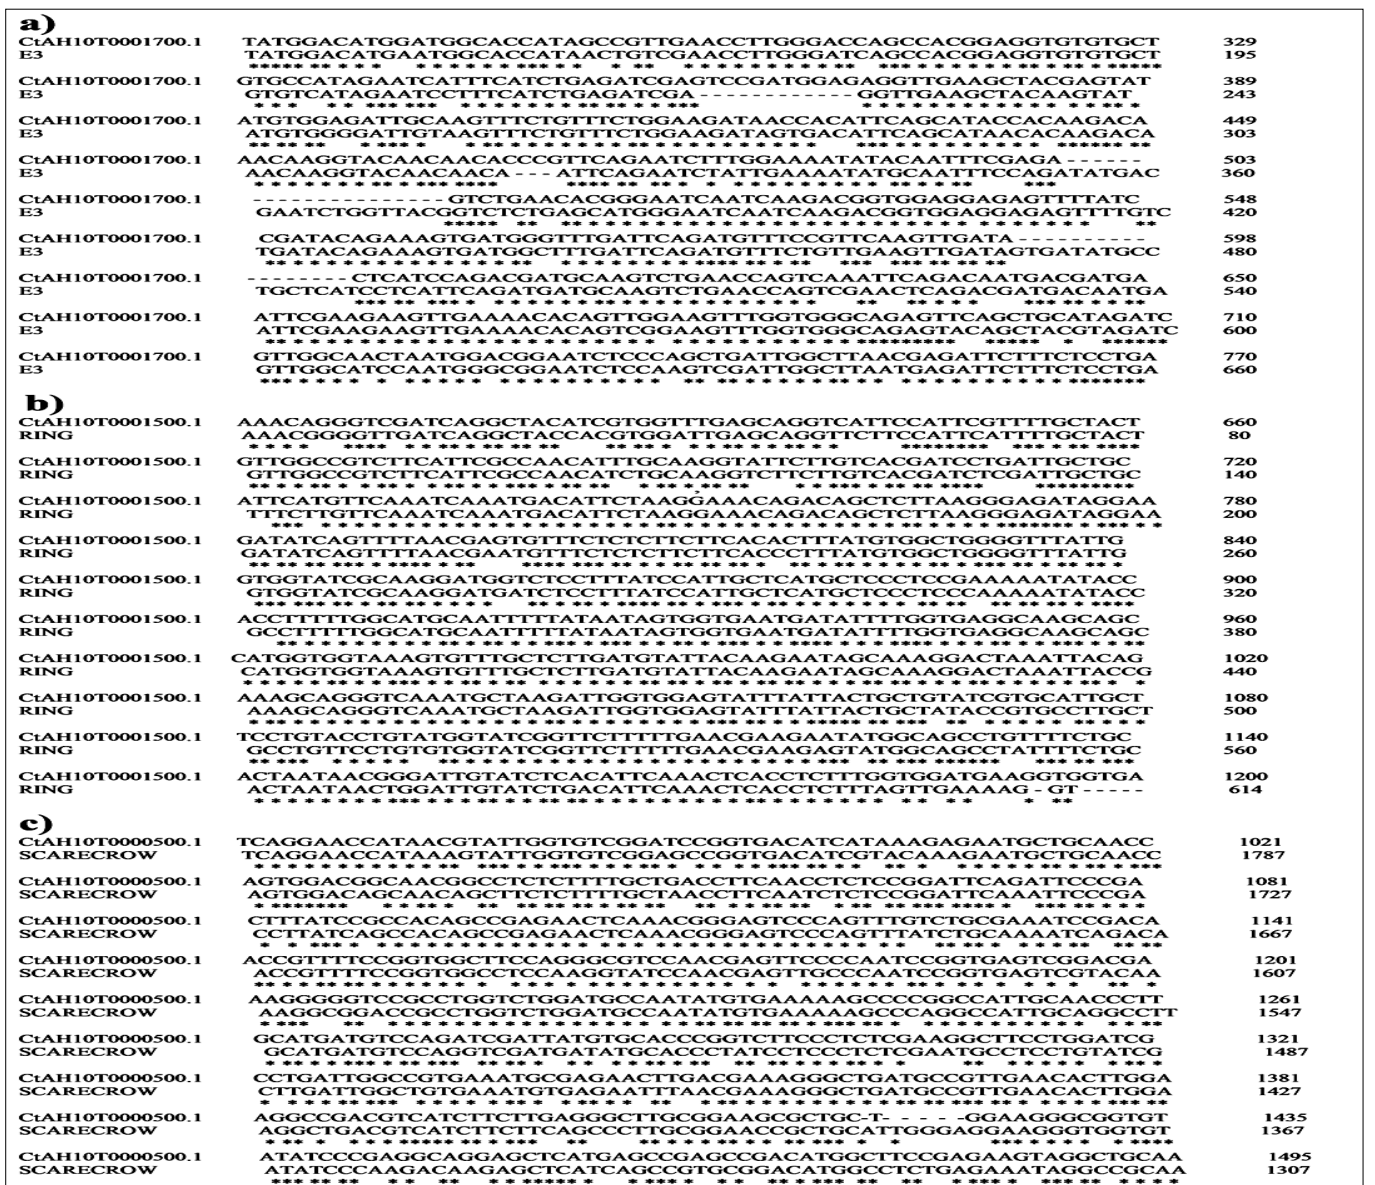 a)
CtAH10T0001700.1 TATGGACATGGATGGCACCATAGCCGTTGAACCTTGGGACCAGCCACGGAGGTGTGTGCT 329
E3 TATGGACATGAATGGCACCATAACTGTCGAACCTTGGGATCAGCCACGGAGGTGTGTGCT 195
CtAH10T0001700.1 GTGCCATAGAATCATTTCATCTGAGATCGAGTCCGATGGAGAGGTTGAAGCTACGAGTAT 389
E3 GTGTCATAGAATCCTTTCATCTGAGATCGA------------GGTTGAAGCTACAAGTAT 243
CtAH10T0001700.1 ATGTGGAGATTGCAAGTTTCTGTTTCTGGAAGATAACCACATTCAGCATACCACAAGACA 449
E3 ATGTGGGGATTGTAAGTTTCTGTTTCTGGAAGATAGTGACATTCAGCATAACACAAGACA 303
CtAH10T0001700.1 AACAAGGTACAACAACACCCGTTCAGAATCTTTGGAAAATATACAATTTCGAGA------ 503
E3 AACAAGGTACAACAACA---ATTCAGAATCTATTGAAAATATGCAATTTCCAGATATGAC 360
CtAH10T0001700.1 ---------------GTCTGAACACGGGAATCAATCAAGACGGTGGAGGAGAGTTTTATC 548
E3 GAATCTGGTTACGGTCTCTGAGCATGGGAATCAATCAAGACGGTGGAGGAGAGTTTTGTC 420
CtAH10T0001700.1 CGATACAGAAAGTGATGGGTTTGATTCAGATGTTTCCGTTCAAGTTGATA---------- 598
E3 TGATACAGAAAGTGATGGCTTTGATTCAGATGTTTCTGTTGAAGTTGATAGTGATATGCC 480
CtAH10T0001700.1 --------CTCATCCAGACGATGCAAGTCTGAACCAGTCAAATTCAGACAATGACGATGA 650
E3 TGCTCATCCTCATTCAGATGATGCAAGTCTGAACCAGTCGAACTCAGACGATGACAATGA 540
CtAH10T0001700.1 ATTCGAAGAAGTTGAAAACACAGTTGGAAGTTTGGTGGGCAGAGTTCAGCTGCATAGATC 710
E3 ATTCGAAGAAGTTGAAAACACAGTCGGAAGTTTGGTGGGCAGAGTACAGCTACGTAGATC 600
CtAH10T0001700.1 GTTGGCAACTAATGGACGGAATCTCCCAGCTGATTGGCTTAACGAGATTCTTTCTCCTGA 770
E3 GTTGGCATCCAATGGGCGGAATCTCCAAGTCGATTGGCTTAATGAGATTCTTTCTCCTGA 660
b)
CtAH10T0001500.1 AAACAGGGTCGATCAGGCTACATCGTGGTTTGAGCAGGTCATTCCATTCGTTTTGCTACT 660
RING AAACGGGGTTGATCAGGCTACCACGTGGATTGAGCAGGTTCTTCCATTCATTTTGCTACT 80
CtAH10T0001500.1 GTTGGCCGTCTTCATTCGCCAACATTTGCAAGGTATTCTTGTCACGATCCTGATTGCTGC 720
RING GTTGGCCGTCTTCATTCGCCAACATCTGCAAGGTCTTCTTGTCACGATCTCGATTGCTGC 140
CtAH10T0001500.1 ATTCATGTTCAAATCAAATGACATTCTAAGGAAACAGACAGCTCTTAAGGGAGATAGGAA 780
RING TTTCTTGTTCAAATCAAATGACATTCTAAGGAAACAGACAGCTCTTAAGGGAGATAGGAA 200
CtAH10T0001500.1 GATATCAGTTTTAACGAGTGTTTCTCTCTCTTCTTCACACTTTATGTGGCTGGGGTTTATTG 840
RING GATATCAGTTTTAACGAATGTTTCTCTCTTCTTCTTCACCCTTTATGTGGCTGGGGTTTATTG 260
CtAH10T0001500.1 GTGGTATCGCAAGGATGGTCTCCTTTATCCATTGCTCATGCTCCCTCCGAAAAATATACC 900
RING GTGGTATCGCAAGGATGATCTCCTTTATCCATTGCTCATGCTCCCTCCCAAAAATATACC 320
CtAH10T0001500.1 ACCTTTTTGGCATGCAATTTTTATAATAGTGGTGAATGATATTTTGGTGAGGCAAGCAGC 960
RING GCCTTTTTGGCATGCAATTTTTATAATAGTGGTGAATGATATTTTGGTGAGGCAAGCAGC 380
CtAH10T0001500.1 CATGGTGGTAAAGTGTTTGCTCTTGATGTATTACAAGAATAGCAAAGGACTAAATTACAG 1020
RING CATGGTGGTAAAGTGTTTGCTCTTGATGTATTACAAGAATAGCAAAGGACTAAATTACCG 440
CtAH10T0001500.1 AAAGCAGGGTCAAATGCTAAGATTGGTGGAGTATTTATTACTGCTGTATCGTGCATTGCT 1080
RING AAAGCAGGGTCAAATGCTAAGATTGGTGGAGTATTTATTACTGCTATACCGTGCCTTGCT 500
CtAH10T0001500.1 TCCTGTACCTGTATGGTATCGGTTCTTTTTGAACGAAGAATATGGCAGCCTGTTTTCTGC 1140
RING GCCTGTTCCTGTGTGGTATCGGTTCTTTTTGAACGAAGAGTATGGCAGCCTATTTTCTGC 560
CtAH10T0001500.1 ACTAATAACGGGATTGTATCTCACATTCAAACTCACCTCTTTGGTGGATGAAGGTGGTGA 1200
RING ACTAATAACTGGATTGTATCTGACATTCAAACTCACCTCTTTAGTTGAAAAG-GT----- 614
c)
CtAH10T0000500.1 TCAGGAACCATAACGTATTGGTGTCGGATCCGGTGACATCATAAAGAGAATGCTGCAACC 1021
SCARECROW TCAGGAACCATAAAGTATTGGTGTCGGAGCCGGTGACATCGTACAAAGAATGCTGCAACC 1787
CtAH10T0000500.1 AGTGGACGGCAACGGCCTCTCTTTTGCTGACCTTCAACCTCTCCGGATTCAGATTCCCGA 1081
SCARECROW AGTGGACAGCAACAGCTTCTCTTTTGCTAACCTTCAATCTCTCCGGATTCAAATTCCCGA 1727
CtAH10T0000500.1 CTTTATCCGCCACAGCCGAGAACTCAAACGGGAGTCCCAGTTTGTCTGCGAAATCCGACA 1141
SCARECROW CCTTATCAGCCACAGCCGAGAACTCAAACGGGAGTCCCAGTTTATCTGCAAAATCAGACA 1667
CtAH10T0000500.1 ACCGTTTTCCGGTGGCTTCCAGGGCGTCCAACGAGTTCCCCAATCCGGTGAGTCGGACGA 1201
SCARECROW ACCGTTTTCCGGTGGCCTCCAAGGTATCCAACGAGTTGCCCAATCCGGTGAGTCGTACAA 1607
CtAH10T0000500.1 AAGGGGGTCCGCCTGGTCTGGATGCCAATATGTGAAAAAGCCCCGGCCATTGCAACCCTT 1261
SCARECROW AAGGCGGACCGCCTGGTCTGGATGCCAATATGTGAAAAAGCCCAGGCCATTGCAGGCCTT 1547
CtAH10T0000500.1 GCATGATGTCCAGATCGATTATGTGCACCCGGTCTTCCCTCTCGAAGGCTTCCTGGATCG 1321
SCARECROW GCATGATGTCCAGGTCGATGATATGCACCCTATCCTCCCTCTCGAATGCCTCCTGTATCG 1487
CtAH10T0000500.1 CCTGATTGGCCGTGAAATGCGAGAACTTGACGAAAGGGCTGATGCCGTTGAACACTTGGA 1381
SCARECROW CTTGATTGGCTGTGAAATGTGAGAATTTAACGAAAGGGCTGATGCCGTTGAACACTTGGA 1427
CtAH10T0000500.1 AGGCCGACGTCATCTTCTTGAGGGCTTGCGGAAGCGCTGC-T-----GGAAGGGCGGTGT 1435
SCARECROW AGGCTGACGTCATCTTCTTCAGCCCTTGCGGAACCGCTGCATTGGGAGGAAGGGTGGTGT 1367
CtAH10T0000500.1 ATATCCCGAGGCAGGAGCTCATGAGCCGAGCCGACATGGCTTCCGAGAAGTAGGCTGCAA 1495
SCARECROW ATATCCCAAGACAAGAGCTCATCAGCCGTGCGGACATGGCCTCTGAGAAATAGGCCGCAA 1307